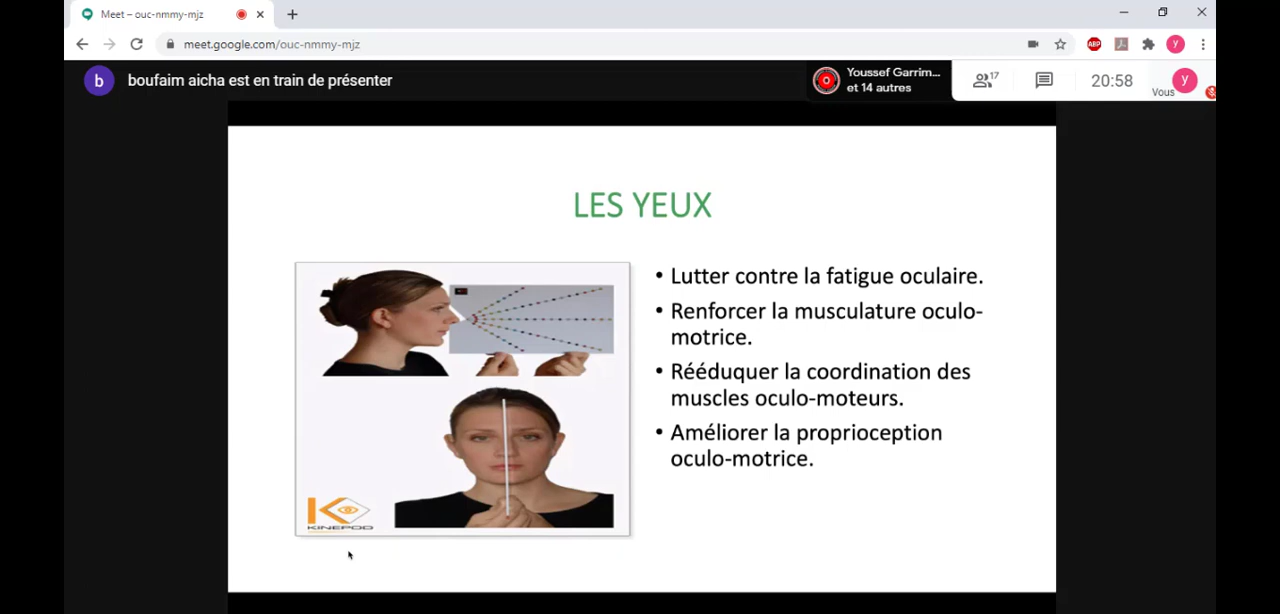 Meet – ouc-nmmy-mjz
meet.google.com/ouc-nmmy-mjz
ABP
y
b
boufaim aicha est en train de présenter
Youssef Garrim...
et 14 autres
17
20:58
Vous
y
LES YEUX
• Lutter contre la fatigue oculaire.
• Renforcer la musculature oculo-
motrice.
• Rééduquer la coordination des
muscles oculo-moteurs.
• Améliorer la proprioception
oculo-motrice.
KINEPOD